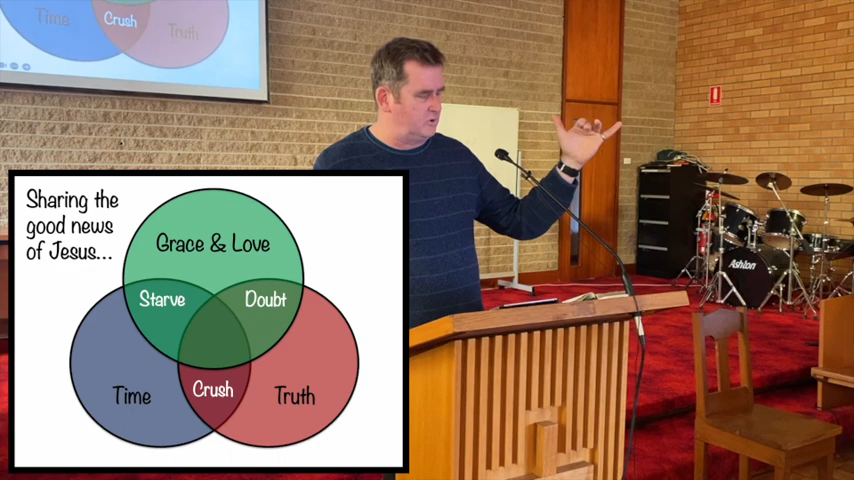 Time
Crush
Truth
Sharing the
good news
of Jesus...
Grace & Love
Starve
Doubt
Time
Crush
Truth
Ashton